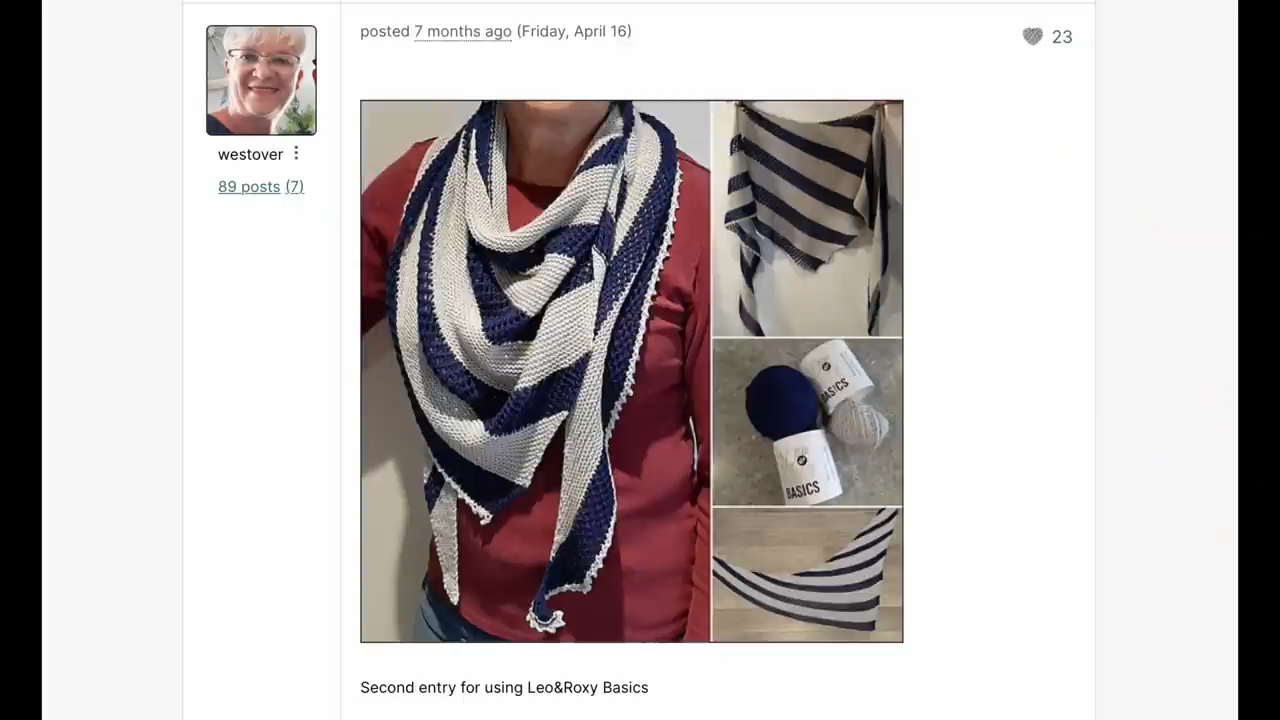 posted 7 months ago (Friday, April 16)
23
westover
89 posts (7)
BASICS
BASICS
Second entry for using Leo&Roxy Basics